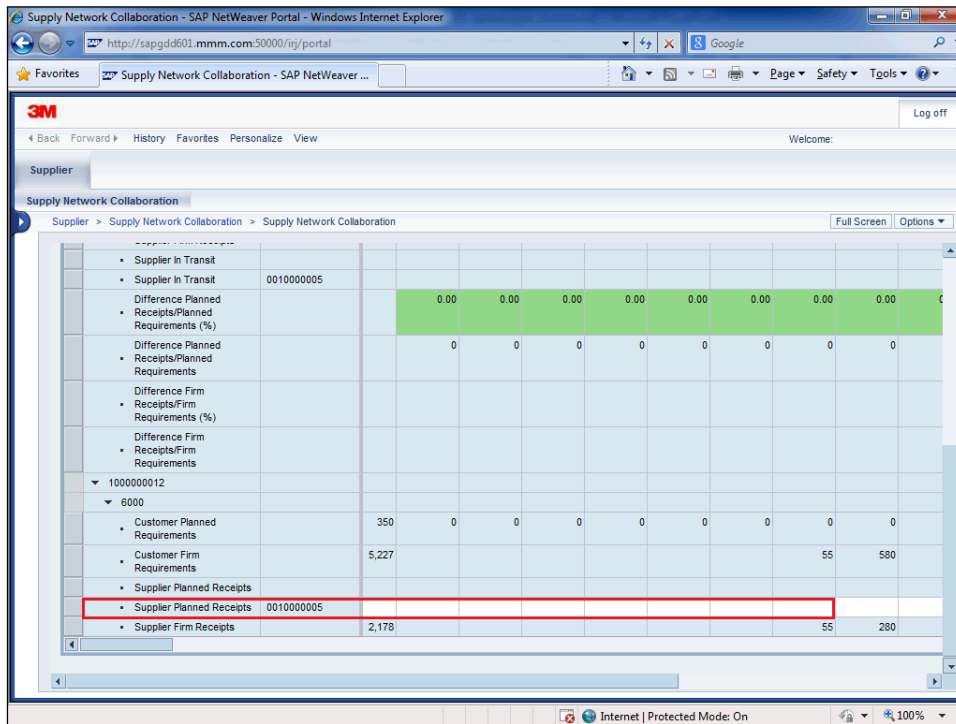 Supply Network Collaboration - SAP NetWeaver Portal - Windows Internet Explorer
http://sapgdd601.mmm.com:50000/irj/portal Google
Favorites Supply Network Collaboration - SAP NetWeaver ... Page Safety Tools
3M Log off
Back Forward History Favorites Personalize View Welcome:
Supplier
Supply Network Collaboration
Supplier > Supply Network Collaboration > Supply Network Collaboration Full Screen Options
Supplier In Transit
Supplier In Transit 0010000005
Difference Planned 0.00 0.00 0.00 0.00 0.00 0.00 0.00 0.00
Receipts/Planned
Requirements (%)
Difference Planned 0 0 0 0 0 0 0 0
Receipts/Planned
Requirements
Difference Firm
Receipts/Firm
Requirements (%)
Difference Firm
Receipts/Firm
Requirements
1000000012
6000
Customer Planned 350 0 0 0 0 0 0 0 0
Requirements
Customer Firm 5,227 55 580
Requirements
Supplier Planned Receipts
Supplier Planned Receipts 0010000005
Supplier Firm Receipts 2,178 55 280
Internet | Protected Mode: On 100%